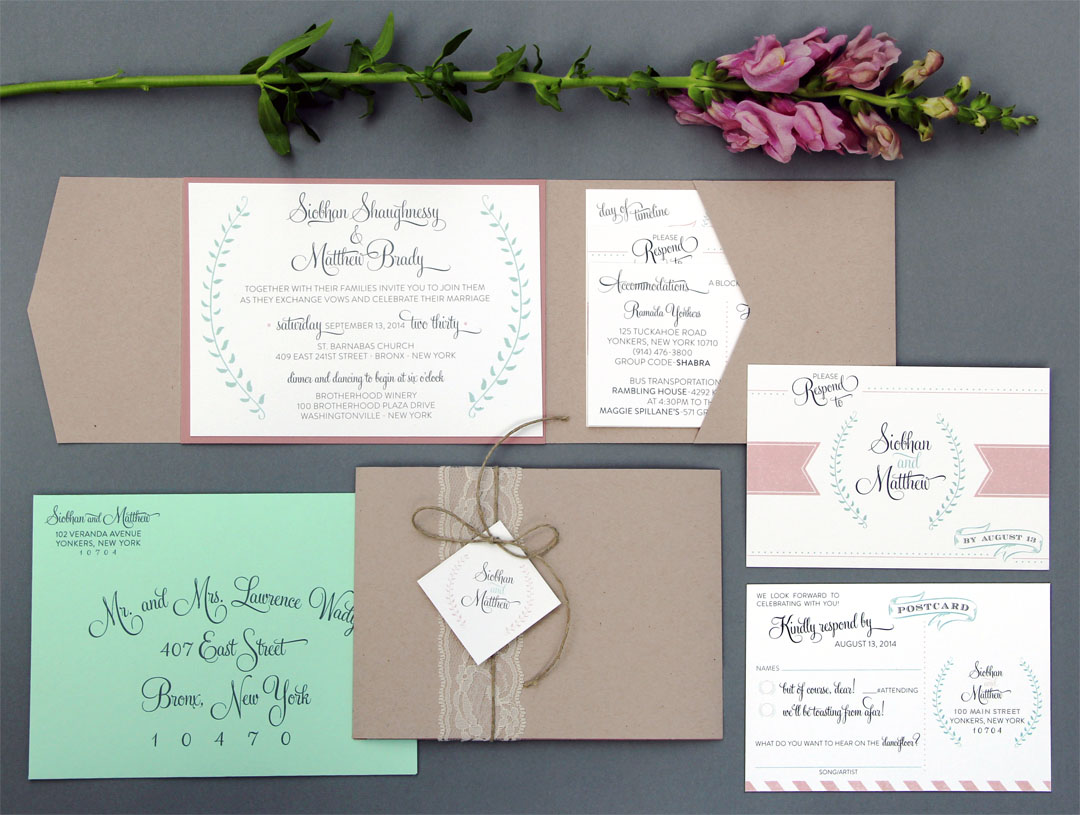 Siobhan Shaughnessy
&
Matthew Brady
TOGETHER WITH THEIR FAMILIES INVITE YOU TO JOIN THEM
AS THEY EXCHANGE VOWS AND CELEBRATE THEIR MARRIAGE
saturday SEPTEMBER 13, 2014 two thirty
ST. BARNABAS CHURCH
409 EAST 241ST STREET · BRONX · NEW YORK
dinner and dancing to begin at six o'clock
BROTHERHOOD WINERY
100 BROTHERHOOD PLAZA DRIVE
WASHINGTONVILLE · NEW YORK
day of timeline
PLEASE
Respond
to
Accommodations A BLOCK
Ramada Yonkers
125 TUCKAHOE ROAD
YONKERS, NEW YORK 10710
(914) 476-3800
GROUP CODE· SHABRA
BUS TRANSPORTATION
RAMBLING HOUSE·4292 K
AT 4:30PM TO TH
MAGGIE SPILLANE'S·571 GR
PLEASE
Respond
to
Siobhan
and
Matthew
BY AUGUST 13
Siobhan and Matthew
102 VERANDA AVENUE
YONKERS, NEW YORK
10704
Mr. and Mrs. Lawrence Wady
407 East Street
Bronx, New York
10470
Siobhan
and
Matthew
WE LOOK FORWARD TO
CELEBRATING WITH YOU!
POSTCARD
Kindly respond by
AUGUST 13, 2014
NAMES
but of course, dear! ___#ATTENDING
we'll be toasting from afar!
WHAT DO YOU WANT TO HEAR ON THE dancefloor?
SONG/ARTIST
Siobhan
and
Matthew
100 MAIN STREET
YONKERS, NEW YORK
10704